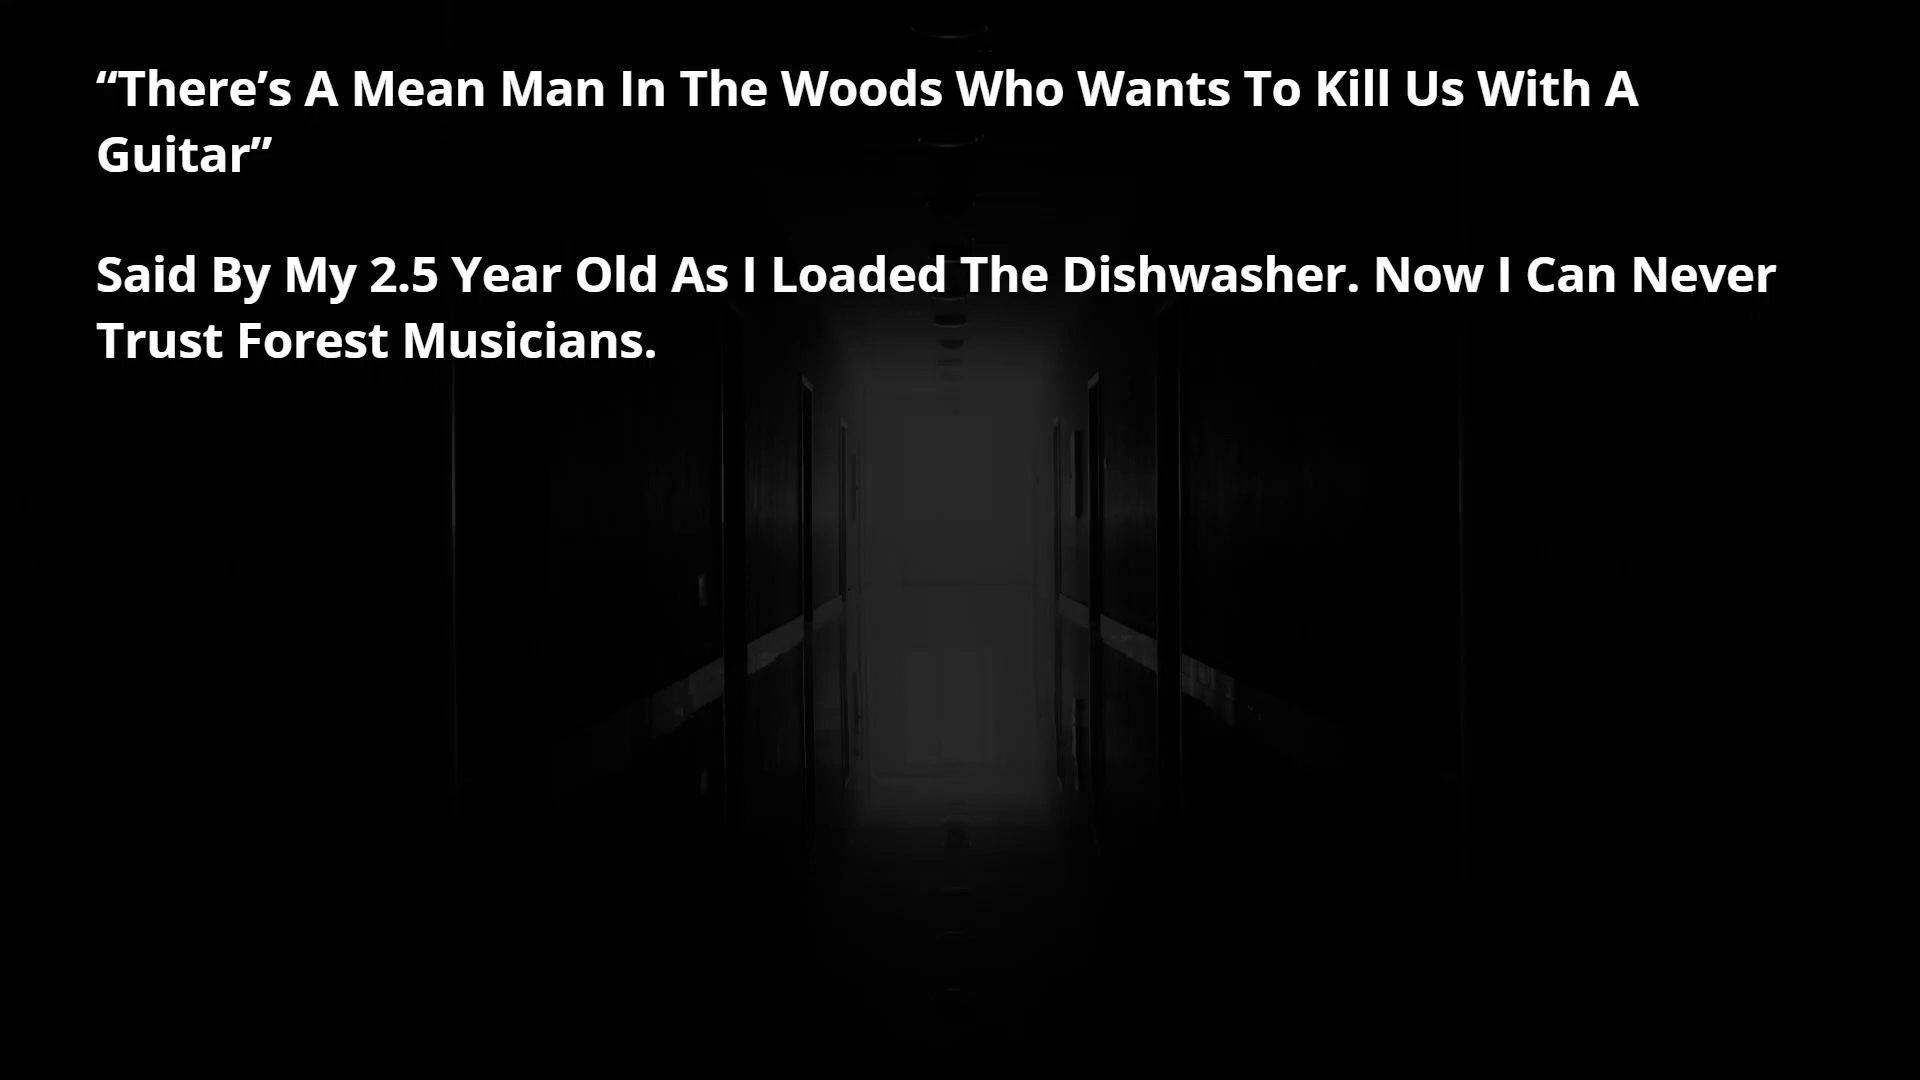 “There’s A Mean Man In The Woods Who Wants To Kill Us With A
Guitar”
Said By My 2.5 Year Old As I Loaded The Dishwasher. Now I Can Never
Trust Forest Musicians.